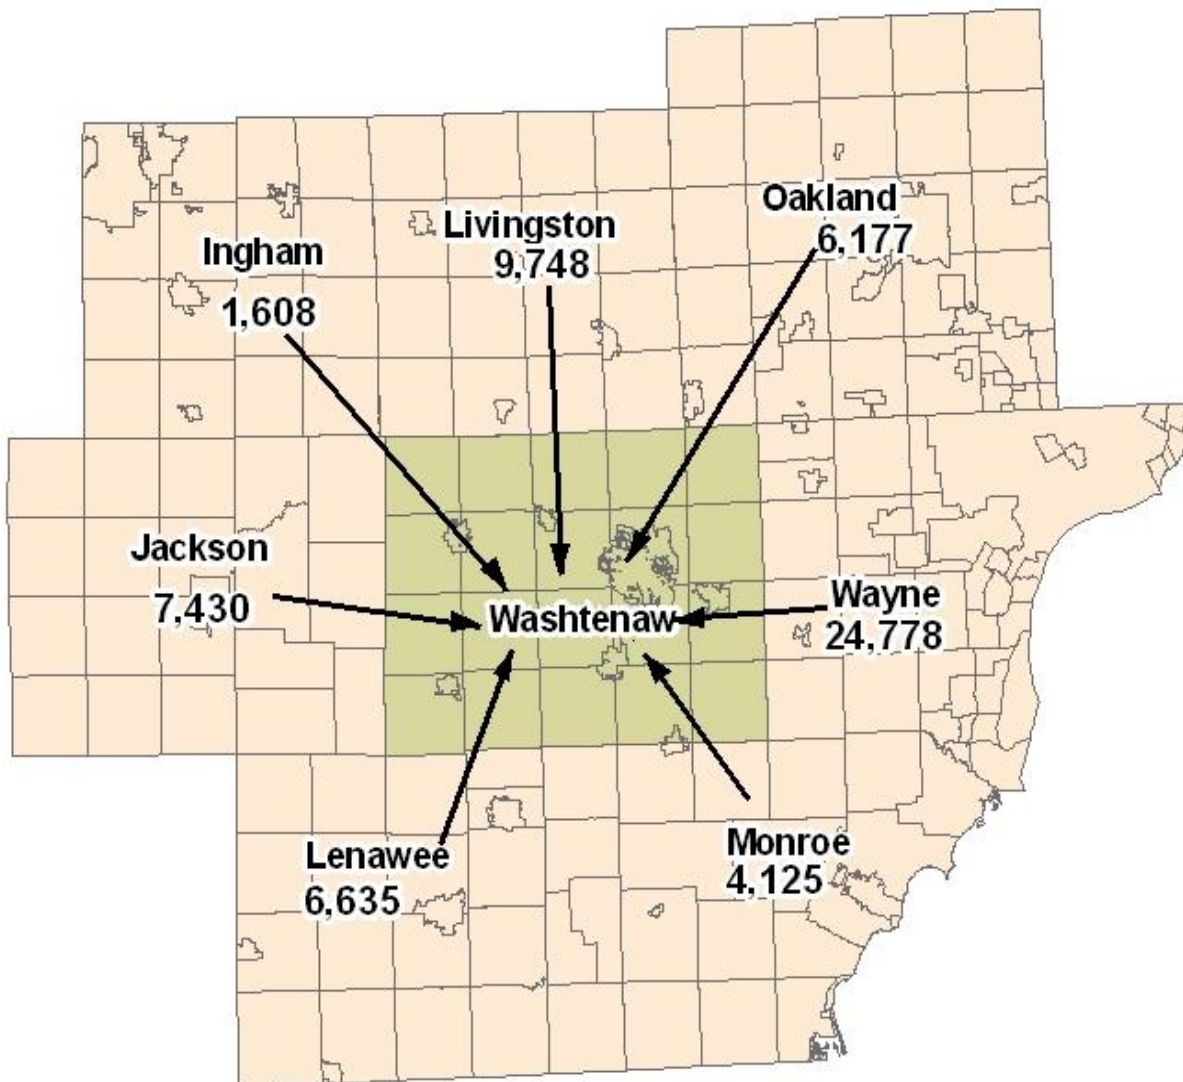 Oakland
6,177
Livingston
9,748
Ingham
1,608
Jackson
7,430
Washtenaw
Wayne
24,778
Lenawee
6,635
Monroe
4,125